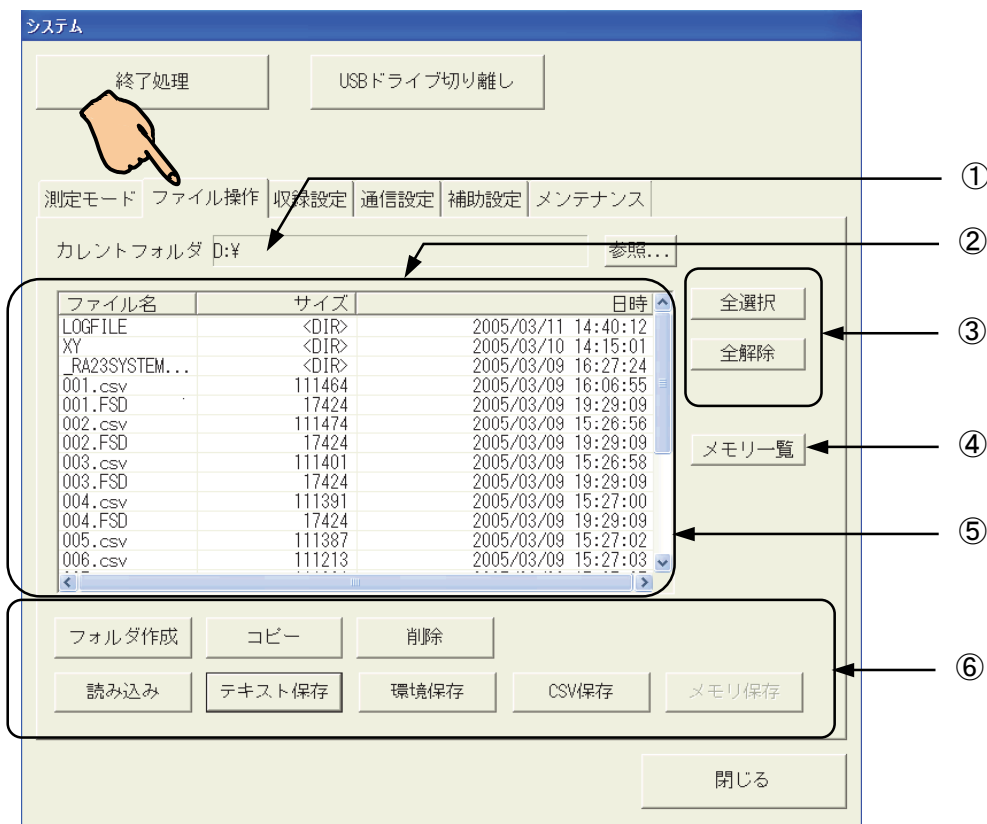 システム
終了処理 USBドライブ切り離し
①
測定モード ファイル操作 収録設定 通信設定 補助設定 メンテナンス
カレントフォルダ D:¥ 参照... ②
ファイル名 サイズ 日時 全選択
LOGFILE <DIR> 2005/03/11 14:40:12 ③
XY <DIR> 2005/03/10 14:15:01 全解除
_RA23SYSTEM... <DIR> 2005/03/09 16:27:24
001.csv 111464 2005/03/09 16:06:55
001.FSD 17424 2005/03/09 19:29:09
002.csv 111474 2005/03/09 15:26:56
002.FSD 17424 2005/03/09 19:29:09 メモリ一覧 ④
003.csv 111401 2005/03/09 15:26:58
003.FSD 17424 2005/03/09 19:29:09
004.csv 111391 2005/03/09 15:27:00
004.FSD 17424 2005/03/09 19:29:09
005.csv 111387 2005/03/09 15:27:02 ⑤
006.csv 111213 2005/03/09 15:27:03
フォルダ作成 コピー 削除
⑥
読み込み テキスト保存 環境保存 CSV保存 メモリ保存
閉じる